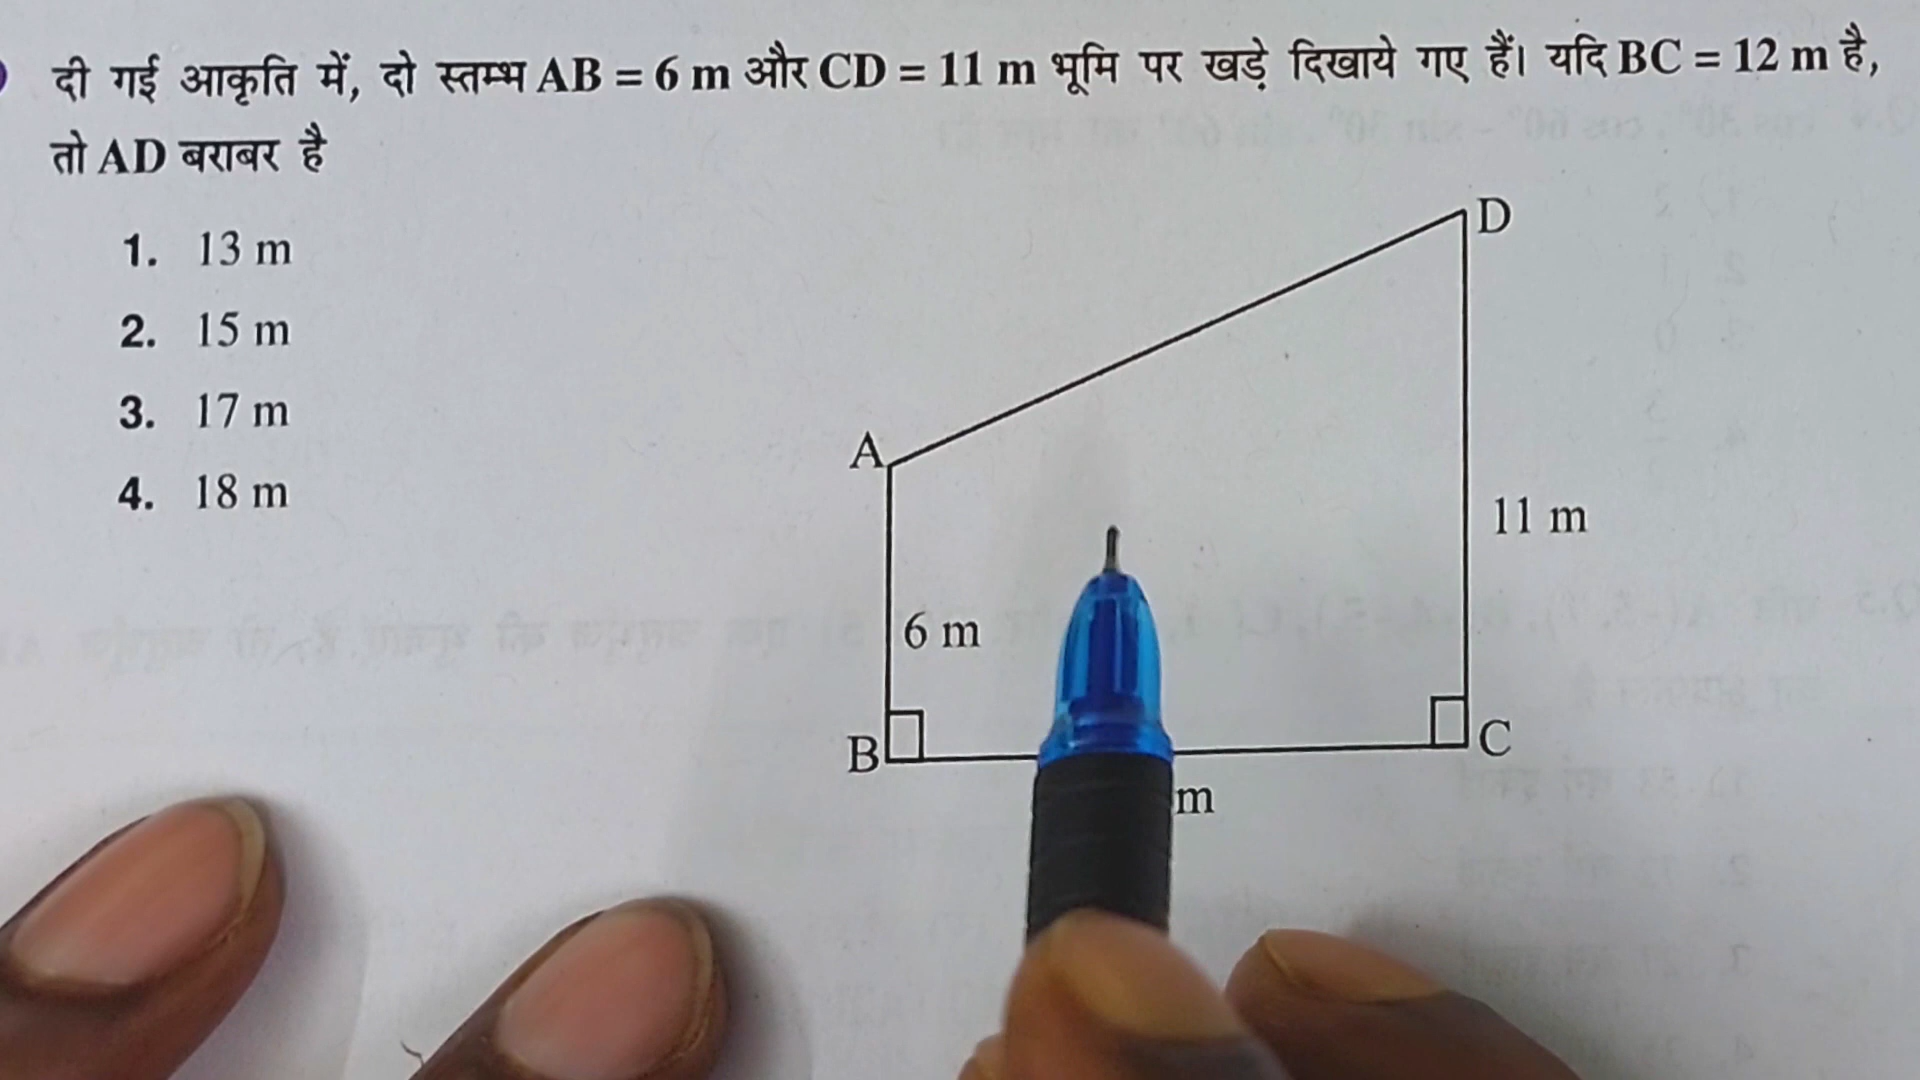 दी गई आकृति में, दो स्तम्भ AB = 6 m और CD = 11 m भूमि पर खड़े दिखाये गए हैं। यदि BC = 12 m है,
तो AD बराबर है
1. 13 m
2. 15 m
3. 17 m
4. 18 m
D
A
11 m
6 m
B
C
m